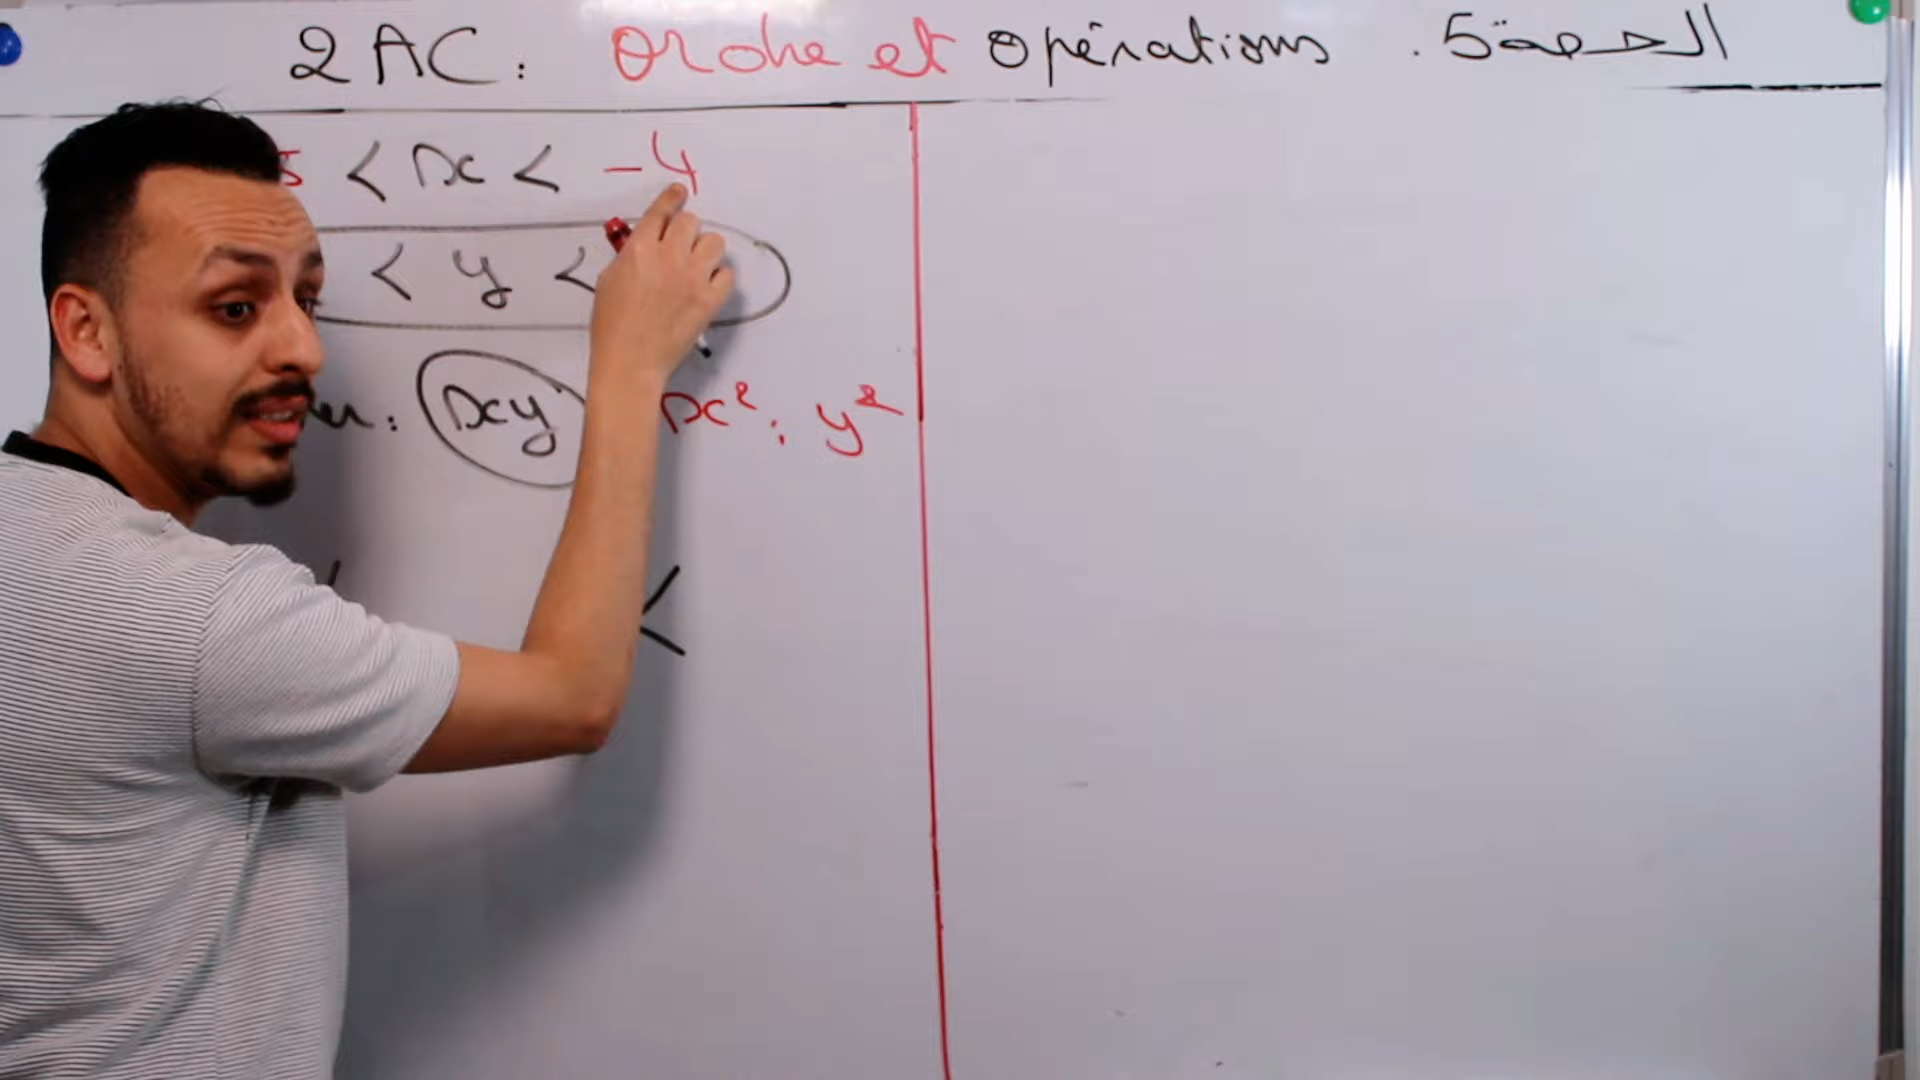 2AC: Ordre et opérations. الحصة 5
5 < x < -4
< y <
: xy x² ; y²
<